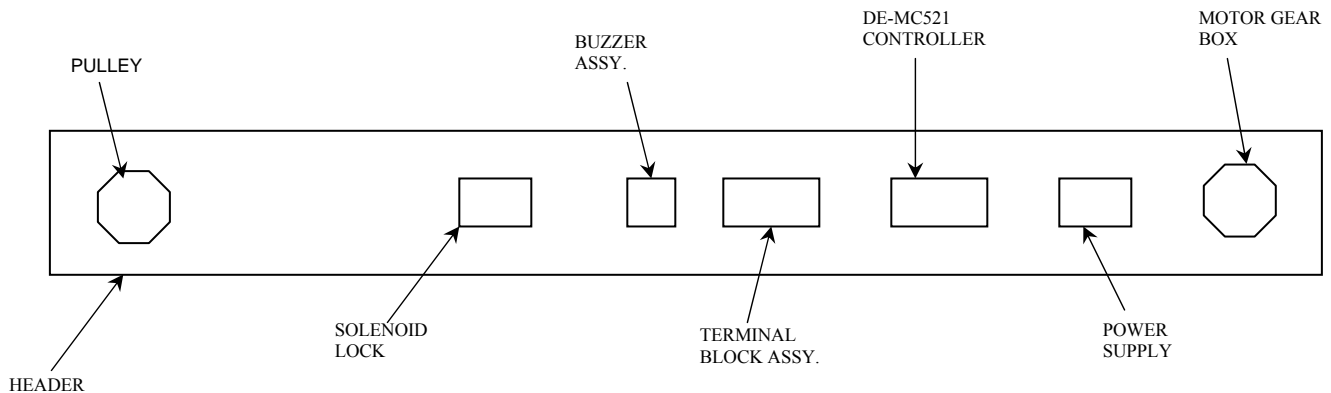 DE-MC521
CONTROLLER
MOTOR GEAR
BOX
BUZZER
ASSY.
PULLEY
SOLENOID
LOCK
TERMINAL
BLOCK ASSY.
POWER
SUPPLY
HEADER